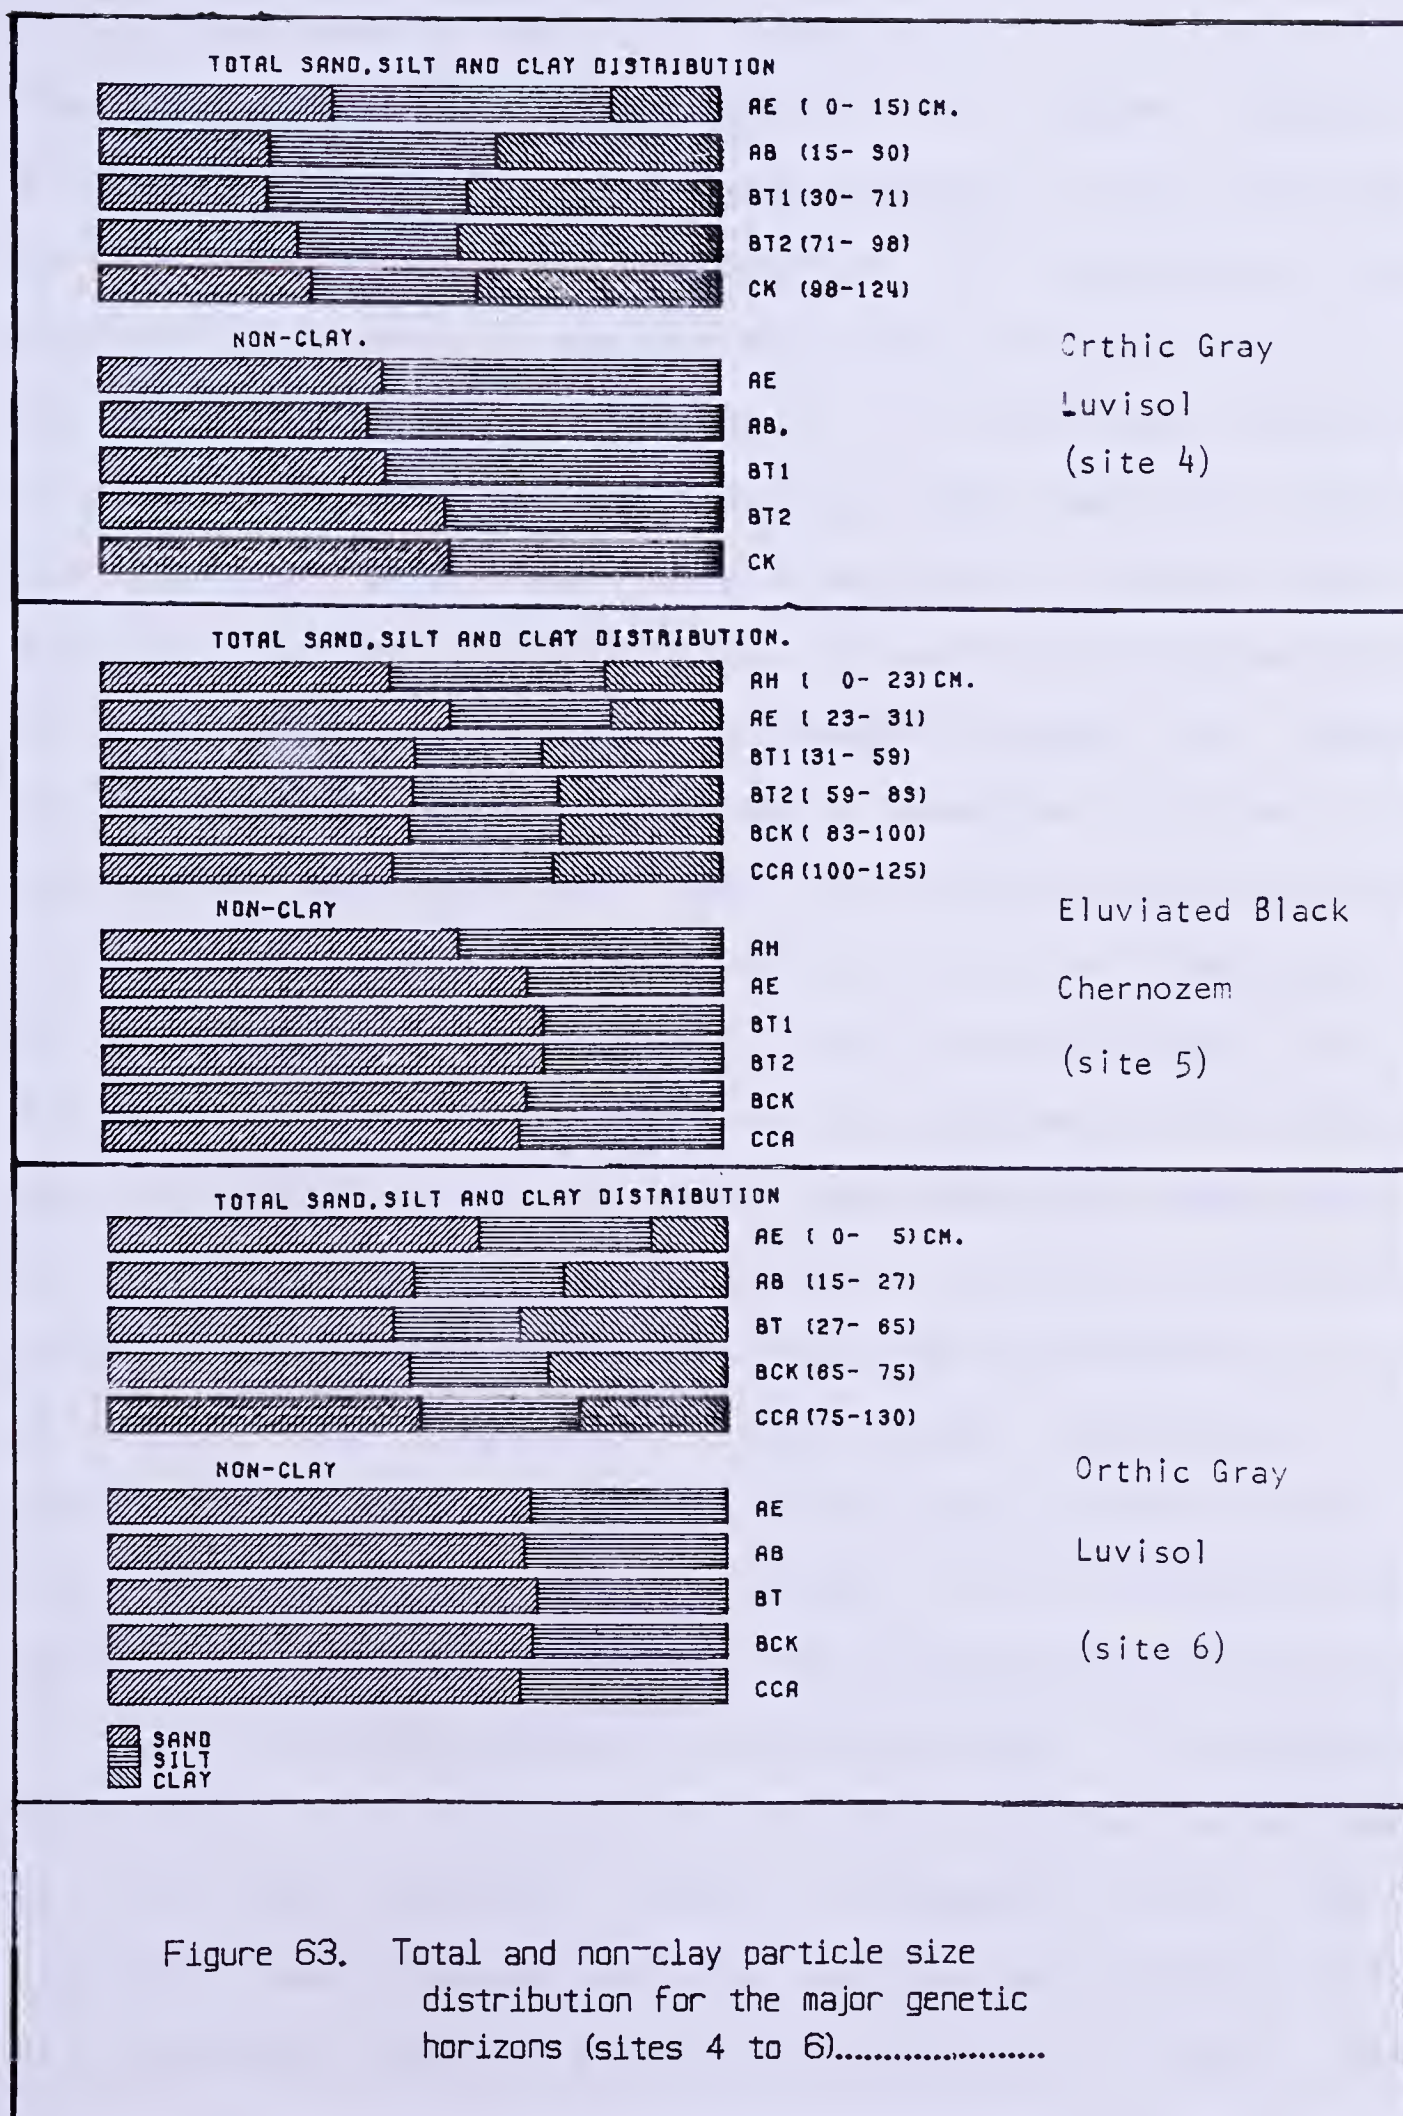 TOTAL SAND,SILT AND CLAY DISTRIBUTION
AE ( 0- 15)CM.
AB (15- 30)
BT1(30- 71)
BT2(71- 98)
CK (98-124)
NON-CLAY.
AE
AB.
BT1
BT2
CK
Orthic Gray
Luvisol
(site 4)
TOTAL SAND,SILT AND CLAY DISTRIBUTION.
AH ( 0- 23)CM.
AE ( 23- 31)
BT1(31- 59)
BT2( 59- 83)
BCK( 83-100)
CCA(100-125)
NON-CLAY
AH
AE
BT1
BT2
BCK
CCA
Eluviated Black
Chernozem
(site 5)
TOTAL SAND,SILT AND CLAY DISTRIBUTION
AE ( 0- 5)CM.
AB (15- 27)
BT (27- 65)
BCK(65- 75)
CCA(75-130)
NON-CLAY
AE
AB
BT
BCK
CCA
Orthic Gray
Luvisol
(site 6)
SAND
SILT
CLAY
Figure 63. Total and non-clay particle size
distribution for the major genetic
horizons (sites 4 to 6).....................